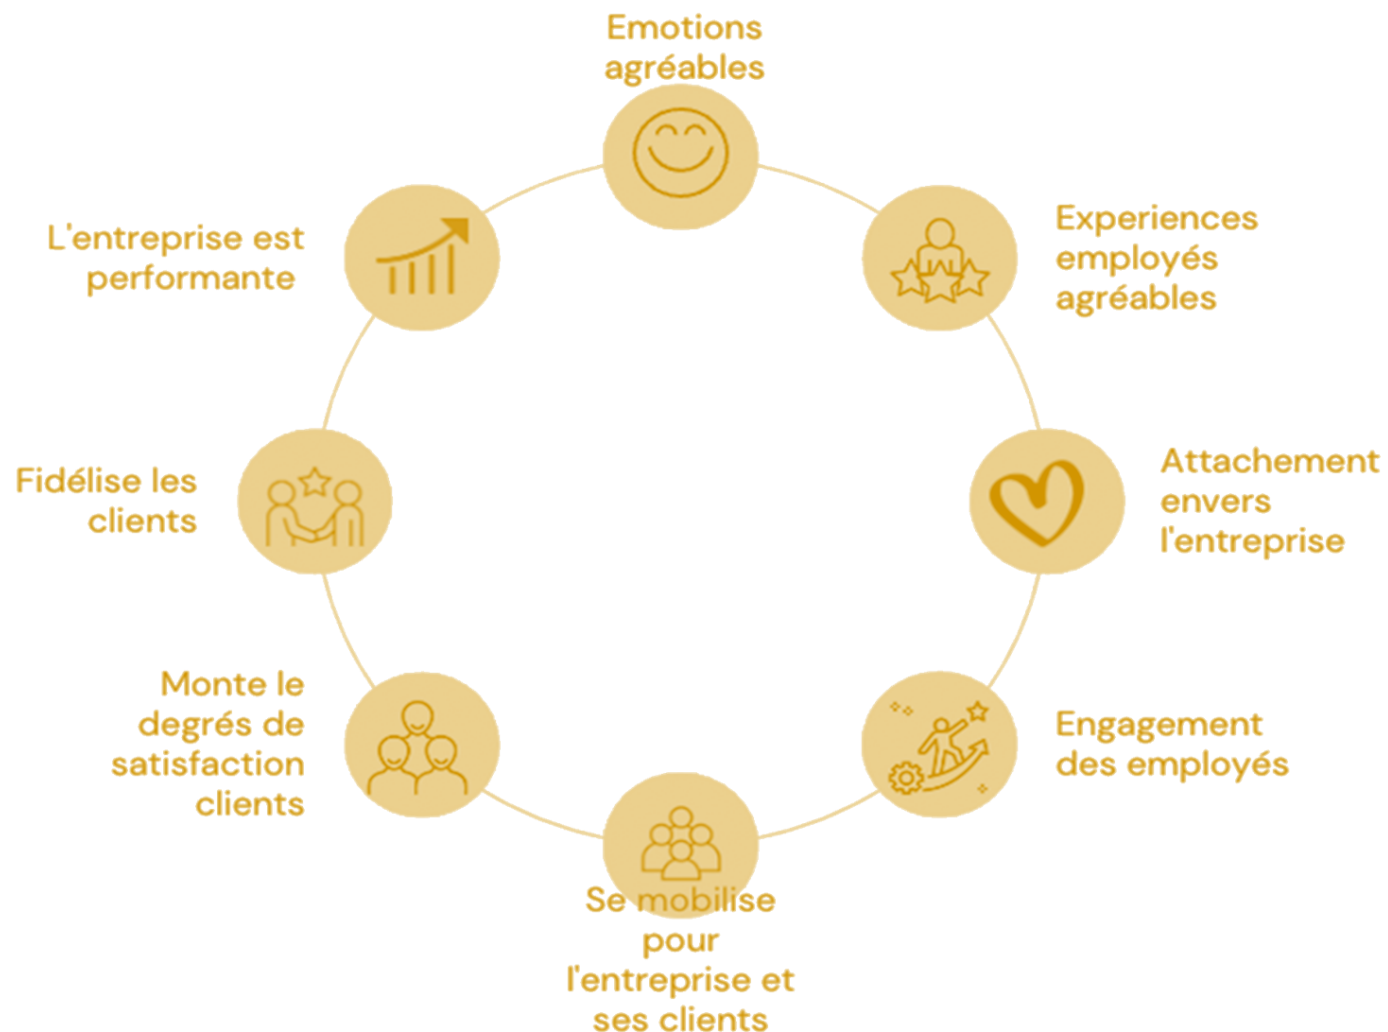 Emotions
agréables
Experiences
employés
agréables
Attachement
envers
l'entreprise
Engagement
des employés
Se mobilise
pour
l'entreprise et
ses clients
Monte le
degrés de
satisfaction
clients
Fidélise les
clients
L'entreprise est
performante